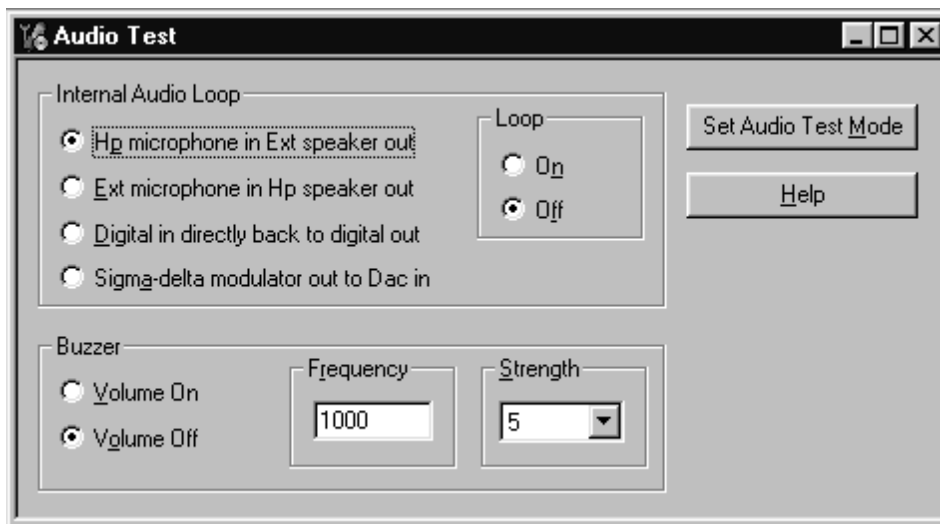 Audio Test
Internal Audio Loop
Hp microphone in Ext speaker out
Ext microphone in Hp speaker out
Digital in directly back to digital out
Sigma-delta modulator out to Dac in
Loop
On
Off
Set Audio Test Mode
Help
Buzzer
Volume On
Volume Off
Frequency
1000
Strength
5